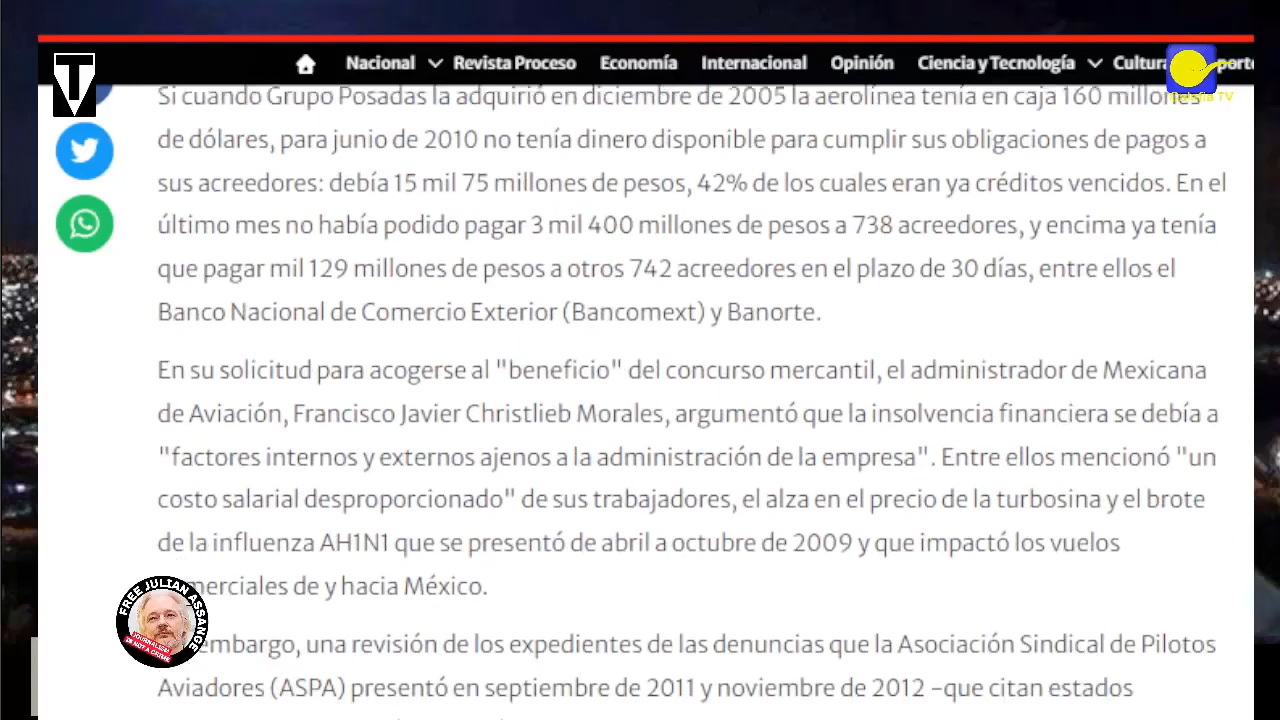 T
Nacional
Revista Proceso
Economía
Internacional
Opinión
Ciencia y Tecnología
TV
Si cuando Grupo Posadas la adquirió en diciembre de 2005 la aerolínea tenía en caja 160 millones
de dólares, para junio de 2010 no tenía dinero disponible para cumplir sus obligaciones de pagos a
sus acreedores: debía 15 mil 75 millones de pesos, 42% de los cuales eran ya créditos vencidos. En el
último mes no había podido pagar 3 mil 400 millones de pesos a 738 acreedores, y encima ya tenía
que pagar mil 129 millones de pesos a otros 742 acreedores en el plazo de 30 días, entre ellos el
Banco Nacional de Comercio Exterior (Bancomext) y Banorte.
En su solicitud para acogerse al "beneficio" del concurso mercantil, el administrador de Mexicana
de Aviación, Francisco Javier Christlieb Morales, argumentó que la insolvencia financiera se debía a
"factores internos y externos ajenos a la administración de la empresa". Entre ellos mencionó "un
costo salarial desproporcionado" de sus trabajadores, el alza en el precio de la turbosina y el brote
de la influenza AH1N1 que se presentó de abril a octubre de 2009 y que impactó los vuelos
merciales de y hacia México.
embargo, una revisión de los expedientes de las denuncias que la Asociación Sindical de Pilotos
Aviadores (ASPA) presentó en septiembre de 2011 y noviembre de 2012 –que citan estados
FREE JULIAN ASSANGE
JOURNALISM
IS NOT A CRIME